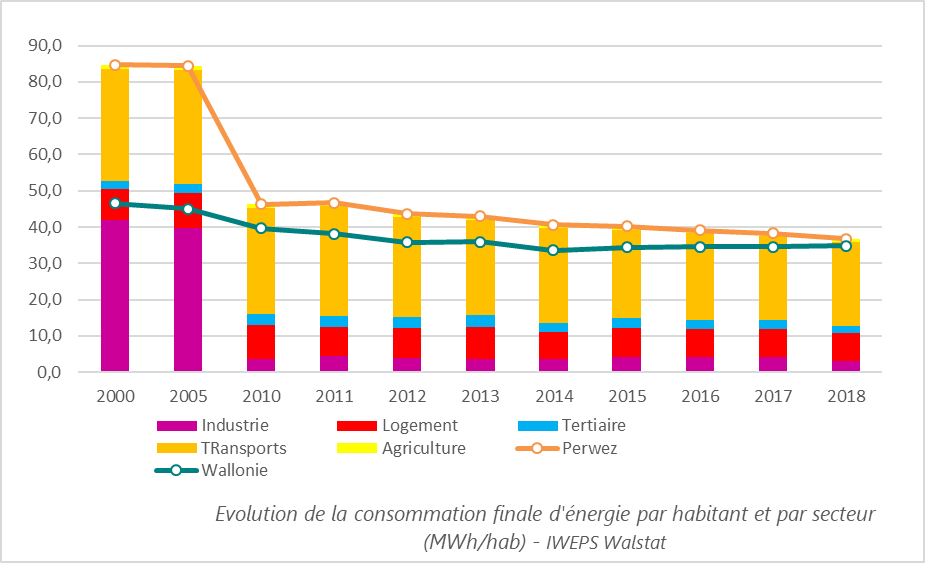 90,0
80,0
70,0
60,0
50,0
40,0
30,0
20,0
10,0
0,0
2000 2005 2010 2011 2012 2013 2014 2015 2016 2017 2018
Industrie Logement Tertiaire
TRansports Agriculture Perwez
Wallonie
Evolution de la consommation finale d'énergie par habitant et par secteur
(MWh/hab) - IWEPS Walstat